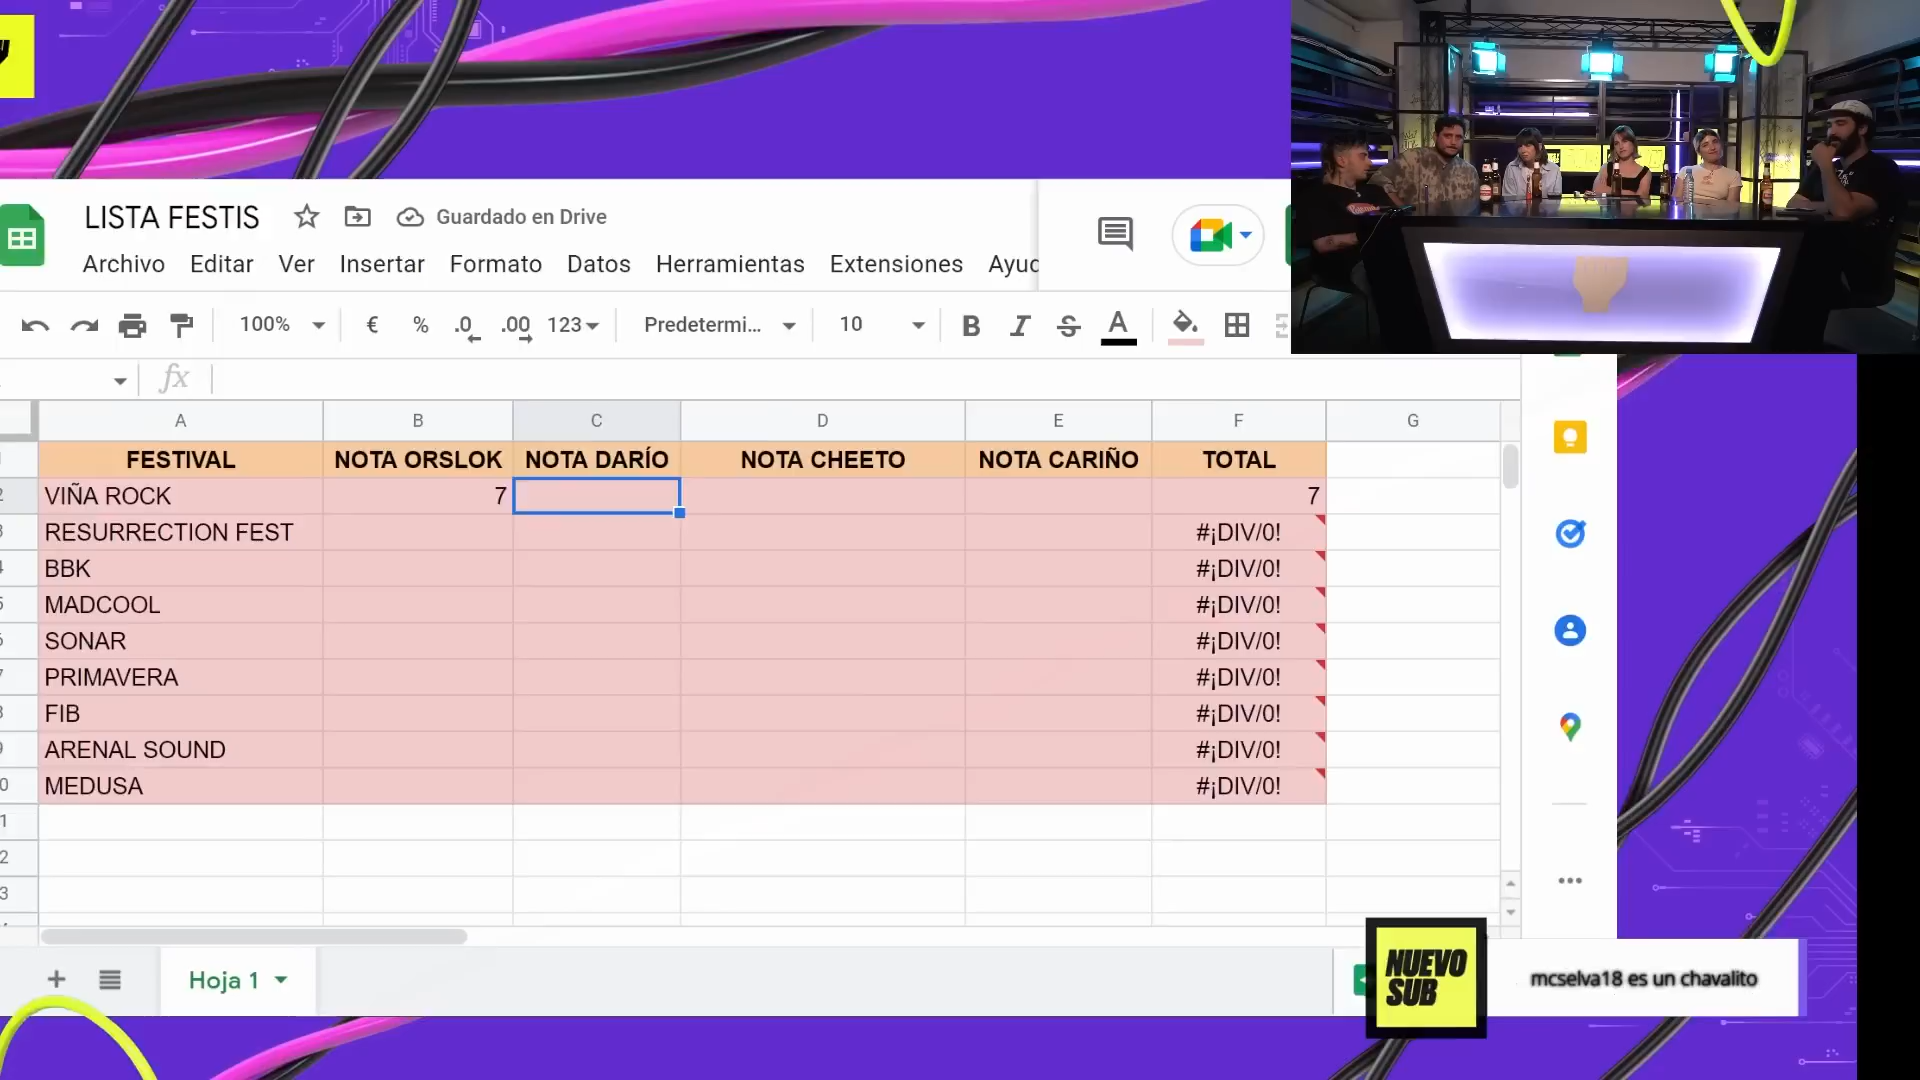 LISTA FESTIS
Guardado en Drive
Archivo Editar Ver Insertar Formato Datos Herramientas Extensiones
100% € % .0 .00 123 Predetermi... 10 B I S A
fx
A B C D E F G
FESTIVAL NOTA ORSLOK NOTA DARÍO NOTA CHEETO NOTA CARIÑO TOTAL
2 VIÑA ROCK 7 7
RESURRECTION FEST #¡DIV/0!
BBK #¡DIV/0!
MADCOOL #¡DIV/0!
SONAR #¡DIV/0!
PRIMAVERA #¡DIV/0!
FIB #¡DIV/0!
ARENAL SOUND #¡DIV/0!
MEDUSA #¡DIV/0!
Hoja 1
NUEVO
SUB
mcselva18 es un chavalito